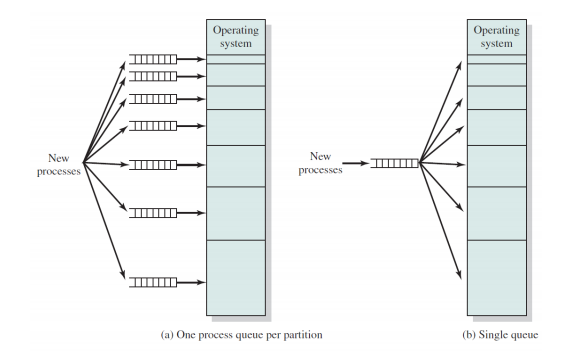 Operating
system
New
processes
(a) One process queue per partition
Operating
system
New
processes
(b) Single queue